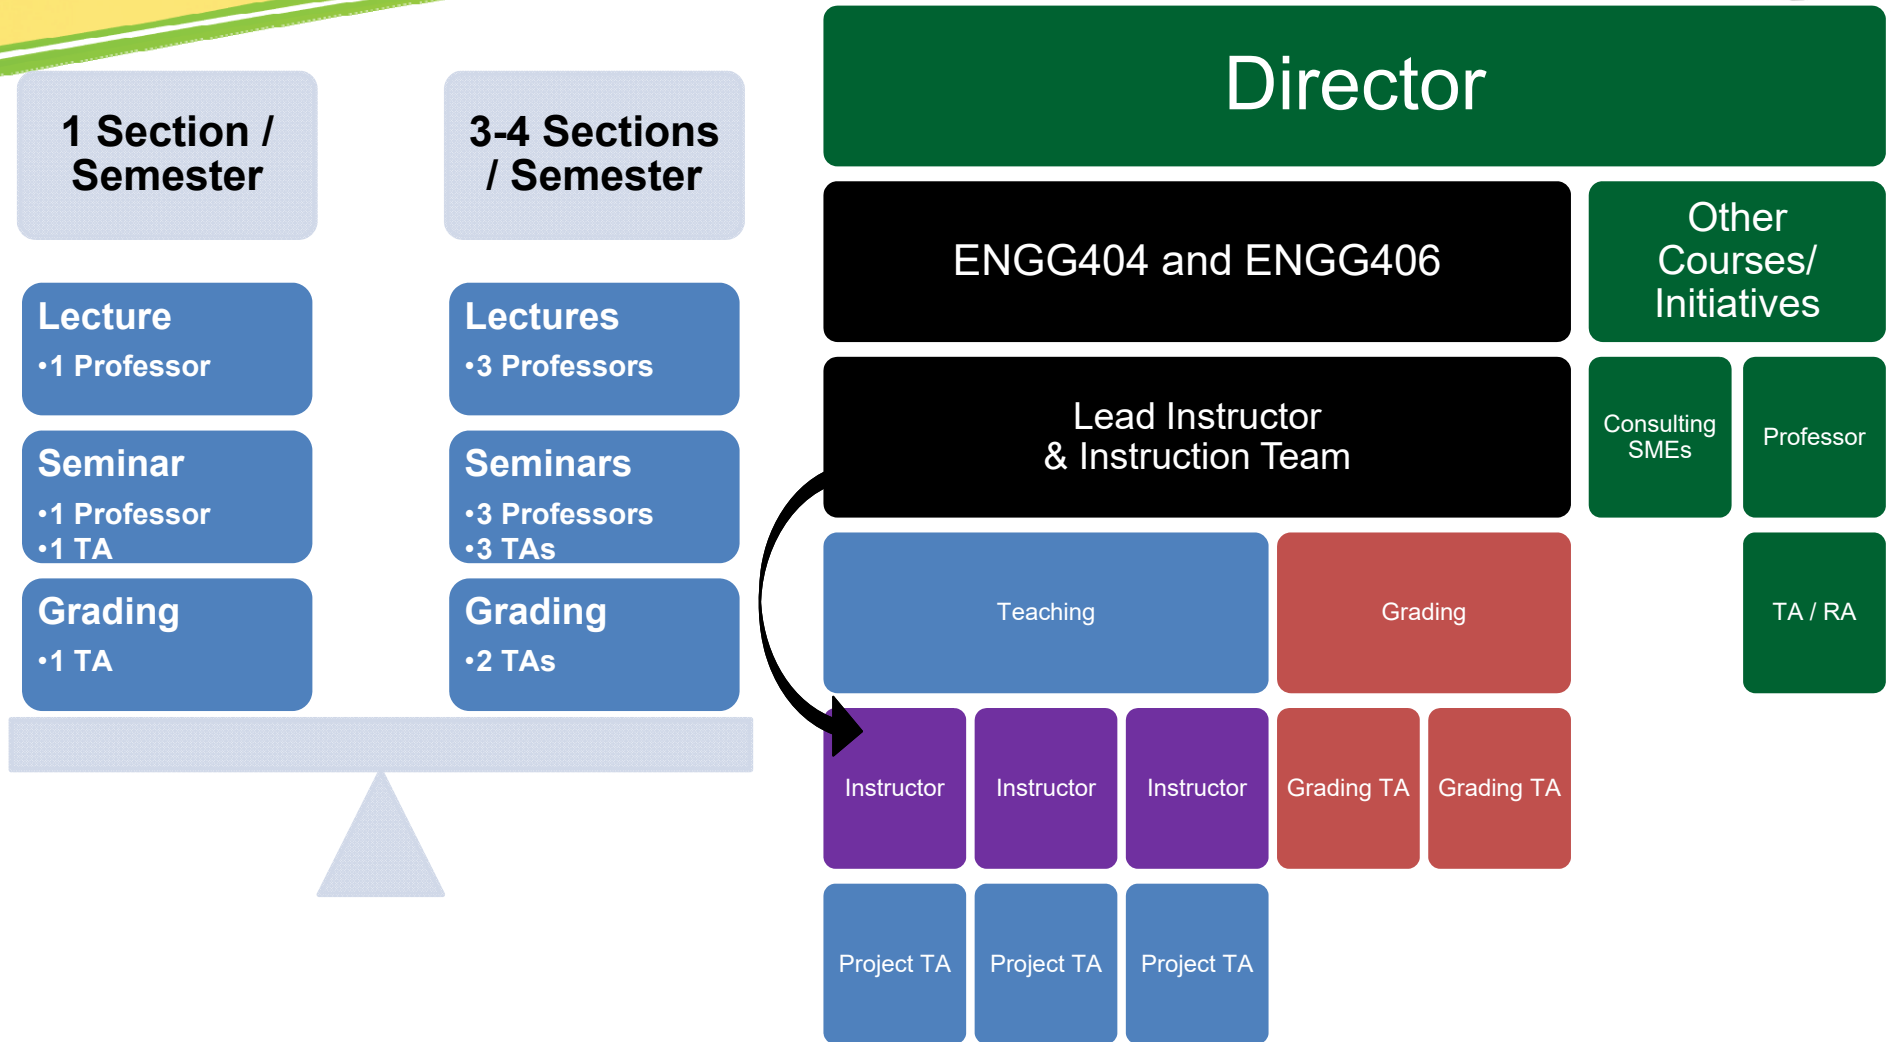 1 Section /
Semester
Lecture
•1 Professor
Seminar
•1 Professor
•1 TA
Grading
•1 TA
3-4 Sections
/ Semester
Lectures
•3 Professors
Seminars
•3 Professors
•3 TAs
Grading
•2 TAs
Director
ENGG404 and ENGG406
Other
Courses/
Initiatives
Lead Instructor
& Instruction Team
Consulting
SMEs
Professor
Teaching
Grading
TA / RA
Instructor
Instructor
Instructor
Grading TA
Grading TA
Project TA
Project TA
Project TA